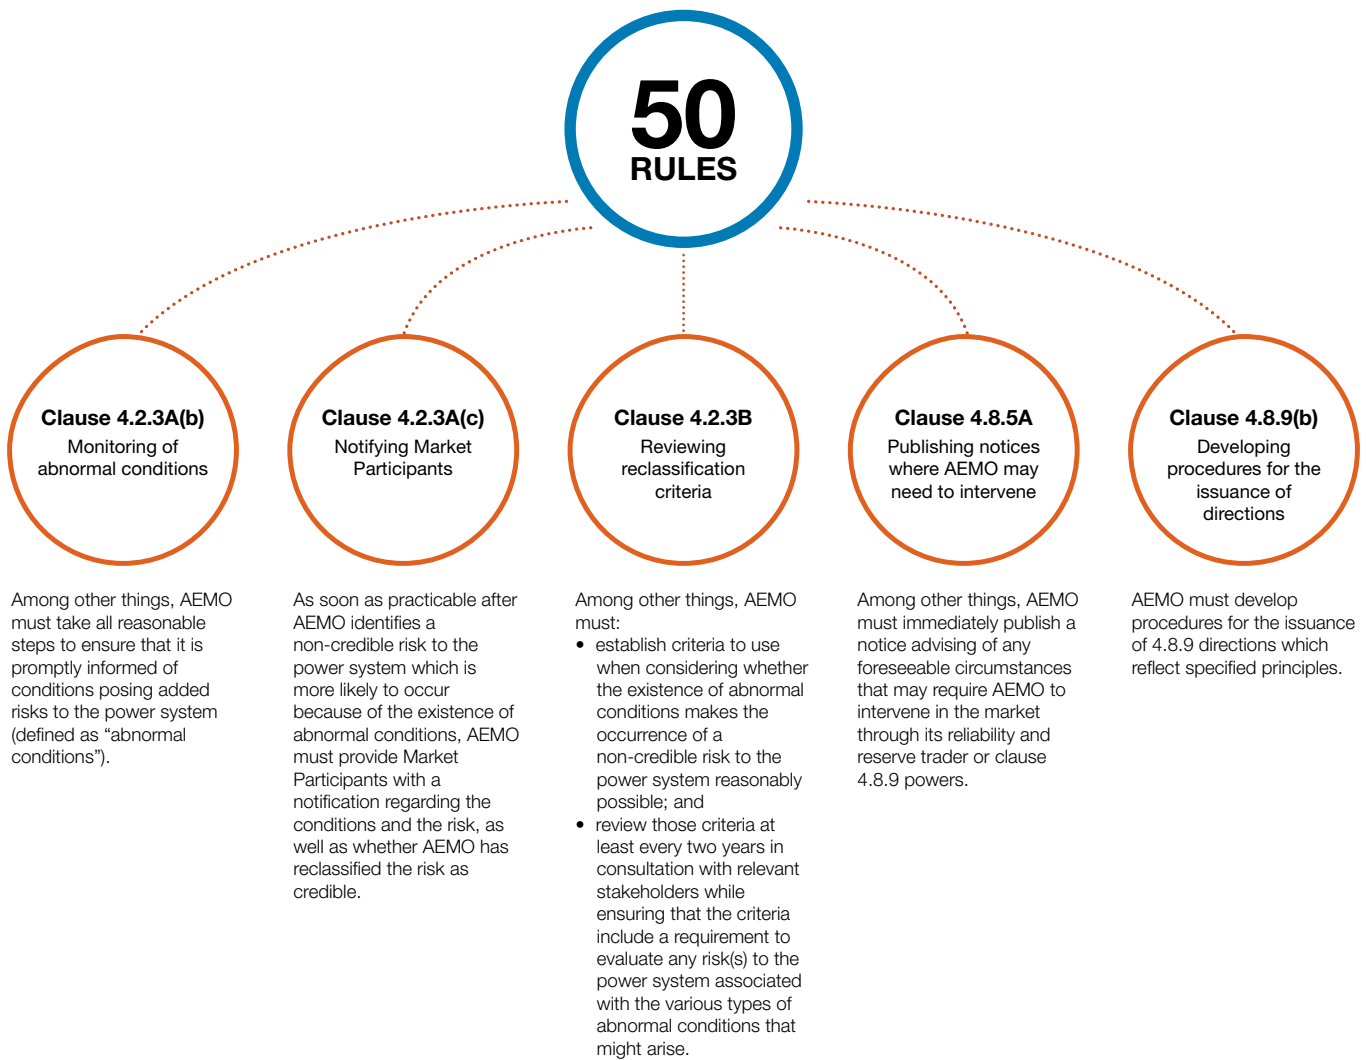 50
RULES
Clause 4.2.3A(b)
Monitoring of
abnormal conditions
Among other things, AEMO
must take all reasonable
steps to ensure that it is
promptly informed of
conditions posing added
risks to the power system
(defined as “abnormal
conditions”).
Clause 4.2.3A(c)
Notifying Market
Participants
As soon as practicable after
AEMO identifies a
non-credible risk to the
power system which is
more likely to occur
because of the existence of
abnormal conditions, AEMO
must provide Market
Participants with a
notification regarding the
conditions and the risk, as
well as whether AEMO has
reclassified the risk as
credible.
Clause 4.2.3B
Reviewing
reclassification
criteria
Among other things, AEMO
must:
• establish criteria to use
when considering whether
the existence of abnormal
conditions makes the
occurrence of a
non-credible risk to the
power system reasonably
possible; and
• review those criteria at
least every two years in
consultation with relevant
stakeholders while
ensuring that the criteria
include a requirement to
evaluate any risk(s) to the
power system associated
with the various types of
abnormal conditions that
might arise.
Clause 4.8.5A
Publishing notices
where AEMO may
need to intervene
Among other things, AEMO
must immediately publish a
notice advising of any
foreseeable circumstances
that may require AEMO to
intervene in the market
through its reliability and
reserve trader or clause
4.8.9 powers.
Clause 4.8.9(b)
Developing
procedures for the
issuance of
directions
AEMO must develop
procedures for the issuance
of 4.8.9 directions which
reflect specified principles.